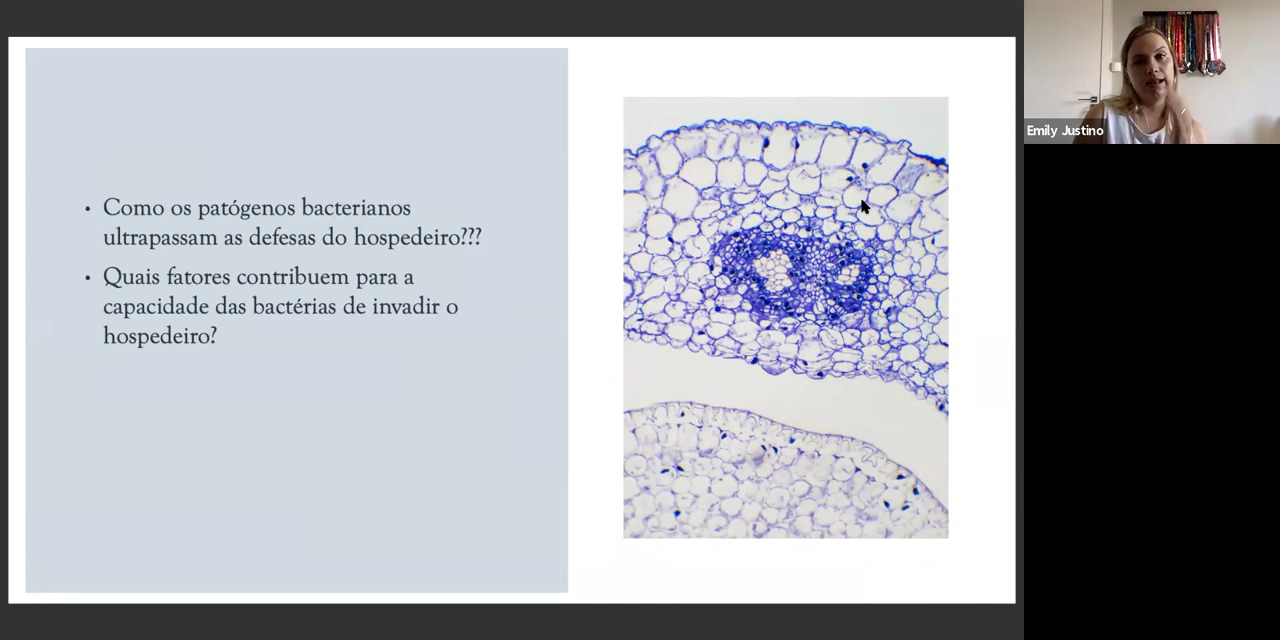 • Como os patógenos bacterianos
ultrapassam as defesas do hospedeiro???
• Quais fatores contribuem para a
capacidade das bactérias de invadir o
hospedeiro?
Emily Justino